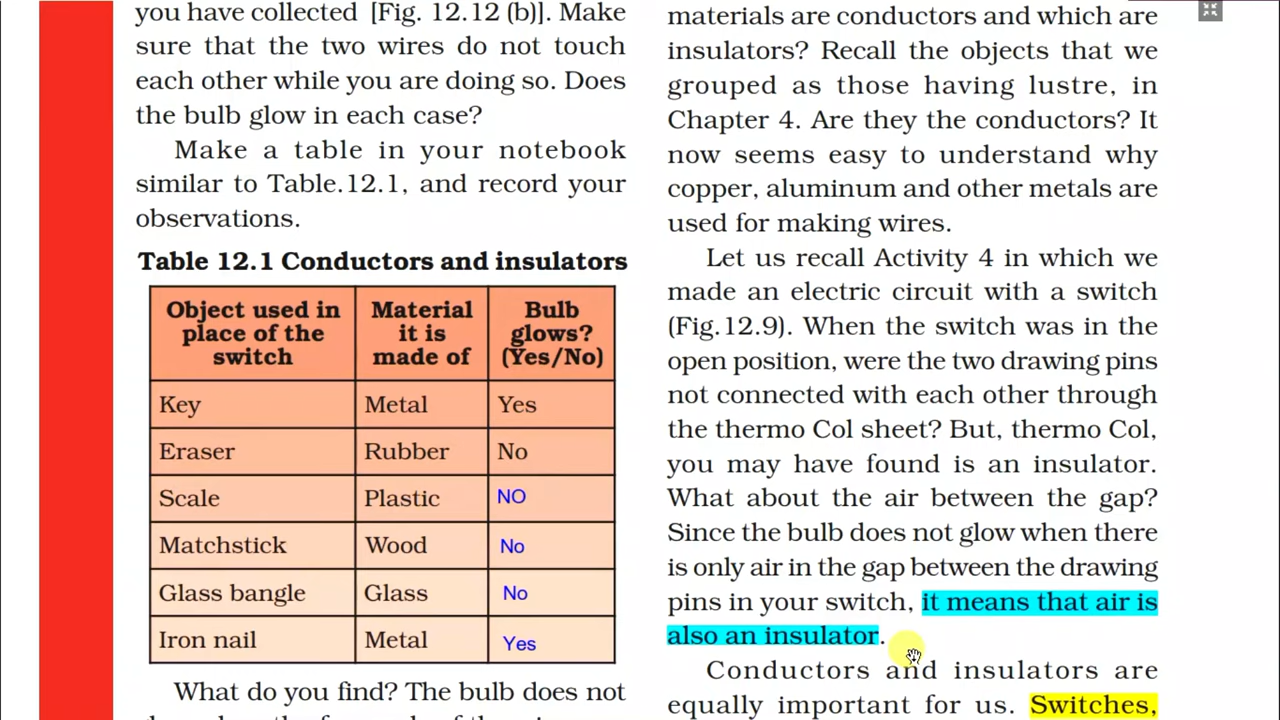 you have collected [Fig. 12.12 (b)]. Make
sure that the two wires do not touch
each other while you are doing so. Does
the bulb glow in each case?
Make a table in your notebook
similar to Table.12.1, and record your
observations.
Table 12.1 Conductors and insulators
Object used in place of the switch Material it is made of Bulb glows? (Yes/No)
Key Metal Yes
Eraser Rubber No
Scale Plastic NO
Matchstick Wood No
Glass bangle Glass No
Iron nail Metal Yes
What do you find? The bulb does not
materials are conductors and which are
insulators? Recall the objects that we
grouped as those having lustre, in
Chapter 4. Are they the conductors? It
now seems easy to understand why
copper, aluminum and other metals are
used for making wires.
Let us recall Activity 4 in which we
made an electric circuit with a switch
(Fig.12.9). When the switch was in the
open position, were the two drawing pins
not connected with each other through
the thermo Col sheet? But, thermo Col,
you may have found is an insulator.
What about the air between the gap?
Since the bulb does not glow when there
is only air in the gap between the drawing
pins in your switch, it means that air is
also an insulator.
Conductors and insulators are
equally important for us. Switches,